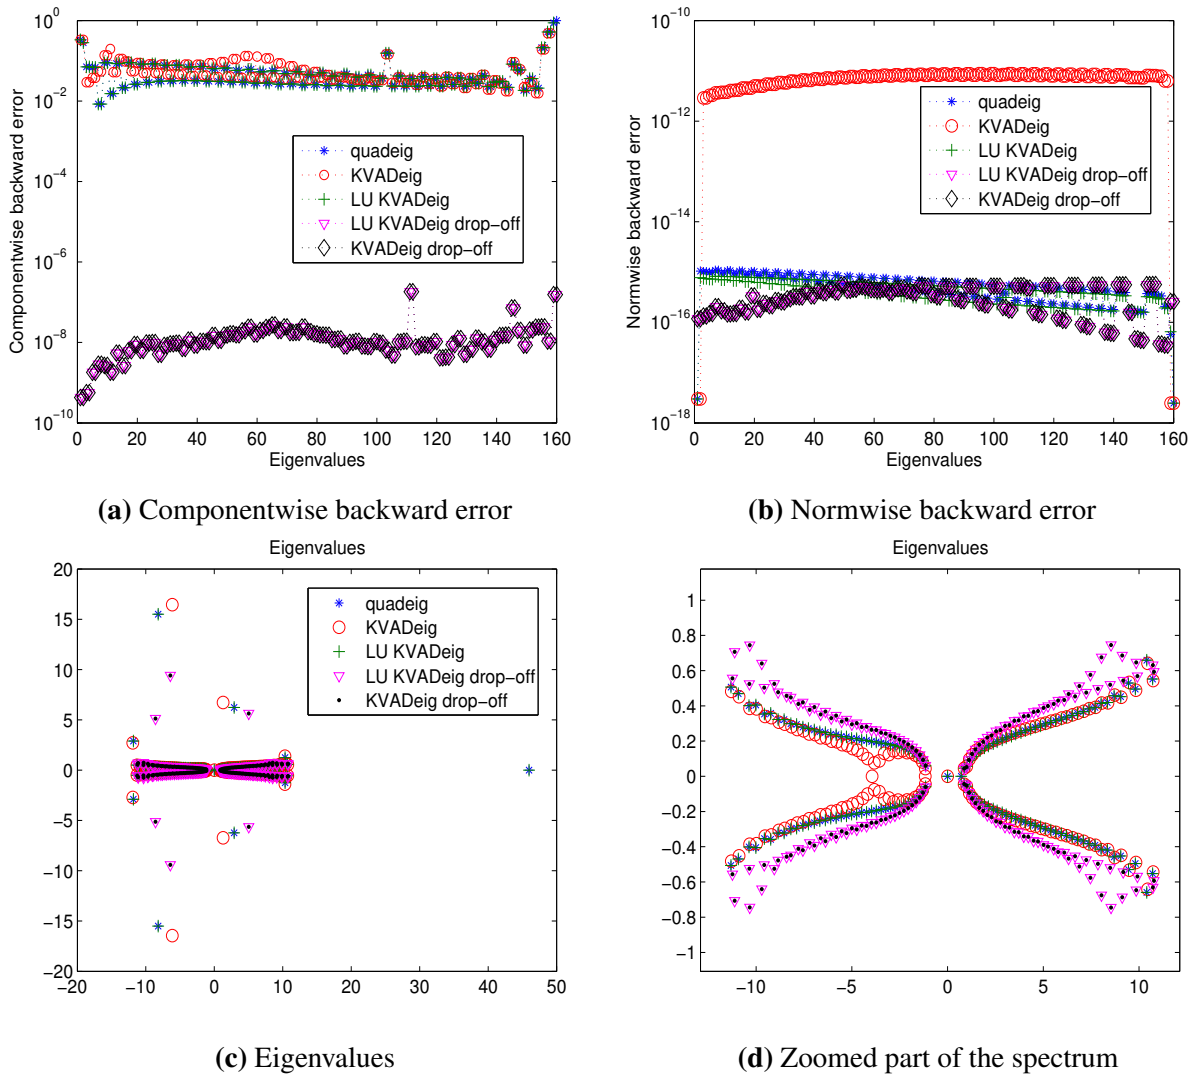 10^0
10^−2
10^−4
10^−6
10^−8
10^−10
0 20 40 60 80 100 120 140 160
Eigenvalues
Componentwise backward error
quadeig
KVADeig
LU KVADeig
LU KVADeig drop−off
KVADeig drop−off
(a) Componentwise backward error
10^−10
10^−12
10^−14
10^−16
10^−18
0 20 40 60 80 100 120 140 160
Eigenvalues
Normwise backward error
quadeig
KVADeig
LU KVADeig
LU KVADeig drop−off
KVADeig drop−off
(b) Normwise backward error
Eigenvalues
20
15
10
5
0
−5
−10
−15
−20
−20 −10 0 10 20 30 40 50
quadeig
KVADeig
LU KVADeig
LU KVADeig drop−off
KVADeig drop−off
(c) Eigenvalues
Eigenvalues
1
0.8
0.6
0.4
0.2
0
−0.2
−0.4
−0.6
−0.8
−1
−10 −5 0 5 10
(d) Zoomed part of the spectrum